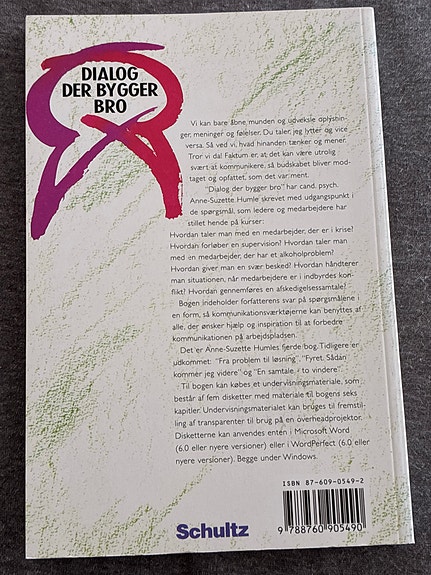 DIALOG
DER BYGGER
BRO
Vi kan bare åbne munden og udveksle oplysnin-
ger, meninger og følelser. Du taler, jeg lytter og vice
versa. Så ved vi, hvad hinanden tænker og mener.
Tror vi da! Faktum er, at det kan være utrolig
svært at kommunikere, så budskabet bliver mod-
taget og opfattet, som det var ment.
"Dialog der bygger bro" har cand. psych.
Anne-Suzette Humle skrevet med udgangspunkt i
de spørgsmål, som ledere og medarbejdere har
stillet hende på kurser:
Hvordan taler man med en medarbejder, der er i krise?
Hvordan forløber en supervision? Hvordan taler man
med en medarbejder, der har et alkoholproblem?
Hvordan giver man en svær besked? Hvordan håndterer
man situationen, når medarbejdere er i indbyrdes kon-
flikt? Hvordan gennemføres en afskedigelsessamtale?
Bogen indeholder forfatterens svar på spørgsmålene i
en form, så kommunikationsværktøjerne kan benyttes af
alle, der ønsker hjælp og inspiration til at forbedre
kommunikationen på arbejdspladsen.
Det er Anne-Suzette Humles fjerde bog. Tidligere er
udkommet: "Fra problem til løsning", "Fyret. Sådan
kommer jeg videre" og "En samtale - to vindere".
Til bogen kan købes et undervisningsmateriale, som
består af fem disketter med materiale til bogens seks
kapitler. Undervisningsmaterialet kan bruges til fremstil-
ling af transparenter til brug på en overheadprojektor.
Disketterne kan anvendes enten i Microsoft Word
(6.0 eller nyere versioner) eller i WordPerfect (6.0 eller
nyere versioner). Begge under Windows.
ISBN 87-609-0549-2
Schultz
9 788760 905490